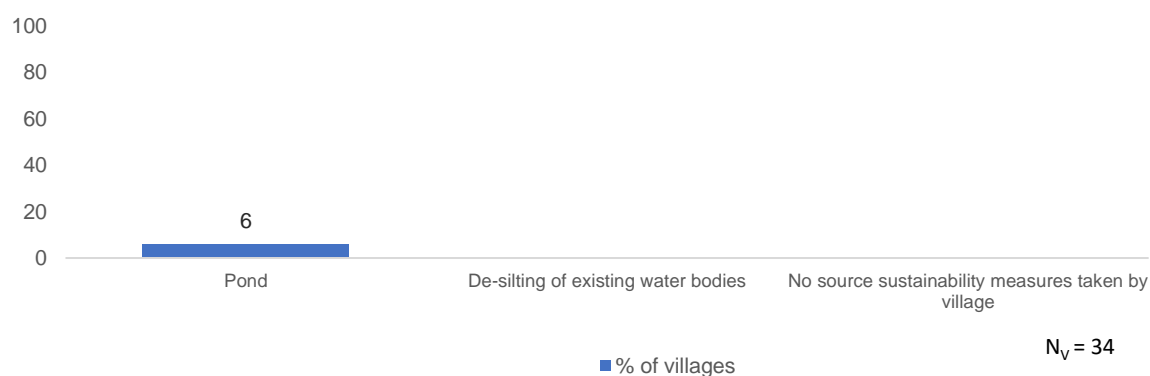 100
80
60
40
20
0
6
Pond
De-silting of existing water bodies
No source sustainability measures taken by
village
N_V = 34
% of villages